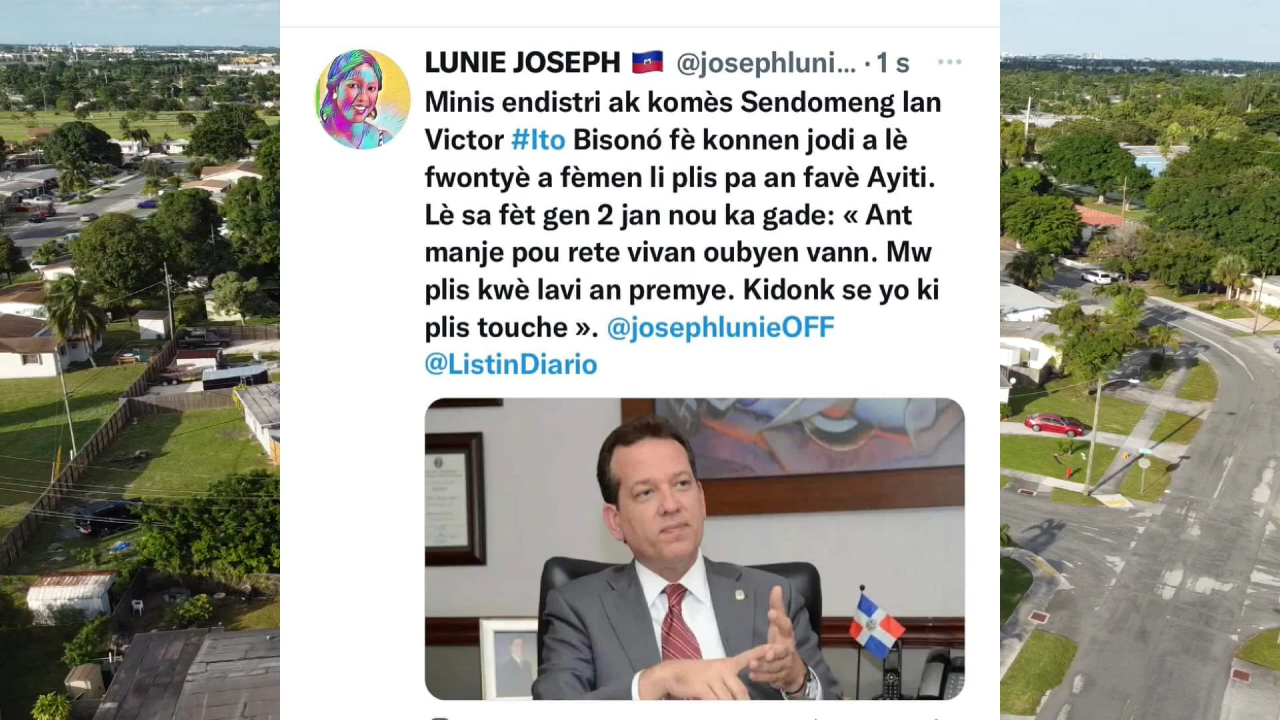 LUNIE JOSEPH 🇭🇹 @josephluni... · 1 s ...
Minis endistri ak komès Sendomeng lan
Victor #Ito Bisonó fè konnen jodi a lè
fwontyè a fèmen li plis pa an favè Ayiti.
Lè sa fèt gen 2 jan nou ka gade: « Ant
manje pou rete vivan oubyen vann. Mw
plis kwè lavi an premye. Kidonk se yo ki
plis touche ». @josephlunieOFF
@ListinDiario